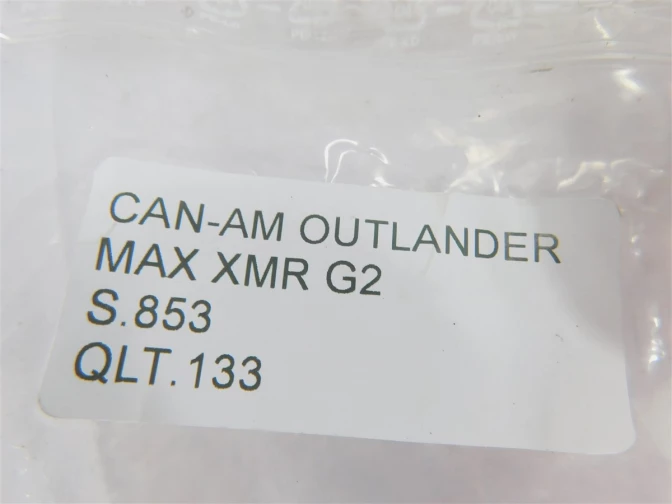 CAN-AM OUTLANDER
MAX XMR G2
S.853
QLT.133